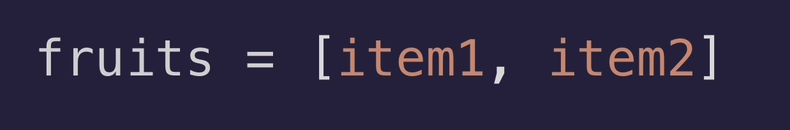 fruits = [item1, item2]